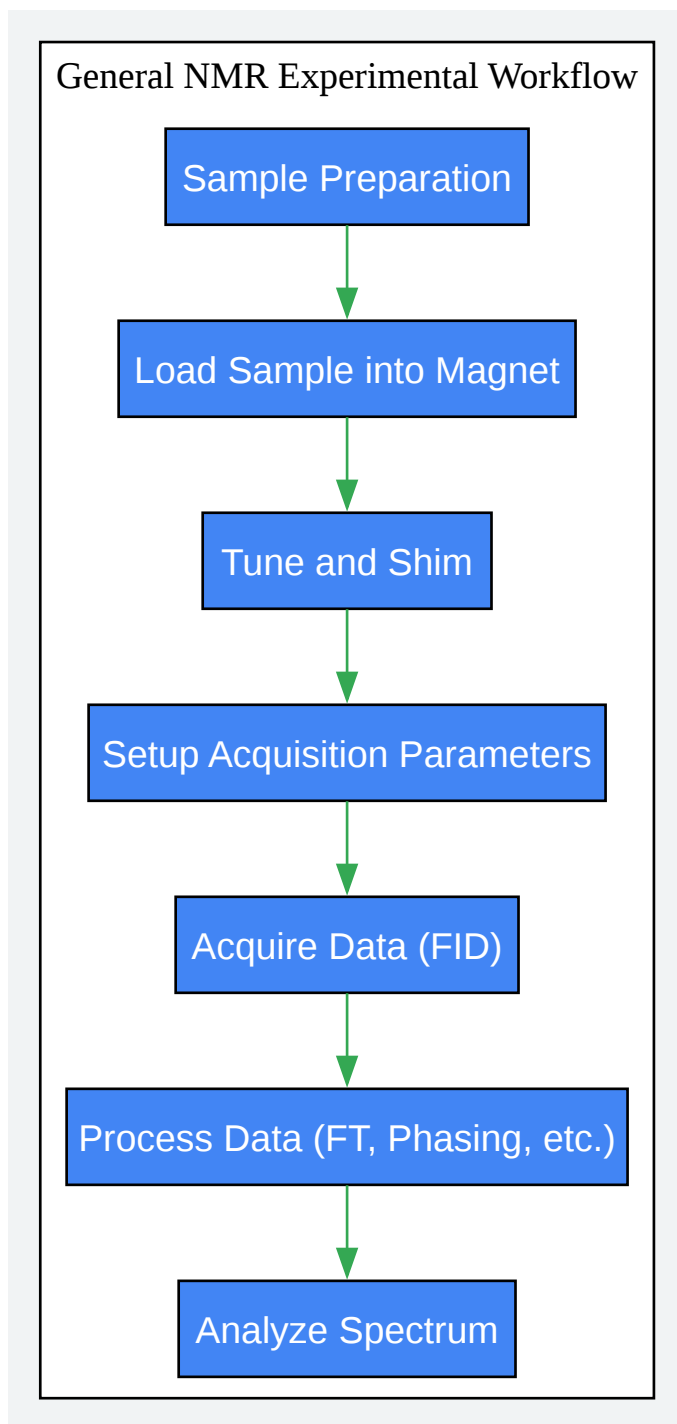 General NMR Experimental Workflow
Sample Preparation
Load Sample into Magnet
Tune and Shim
Setup Acquisition Parameters
Acquire Data (FID)
Process Data (FT, Phasing, etc.)
Analyze Spectrum